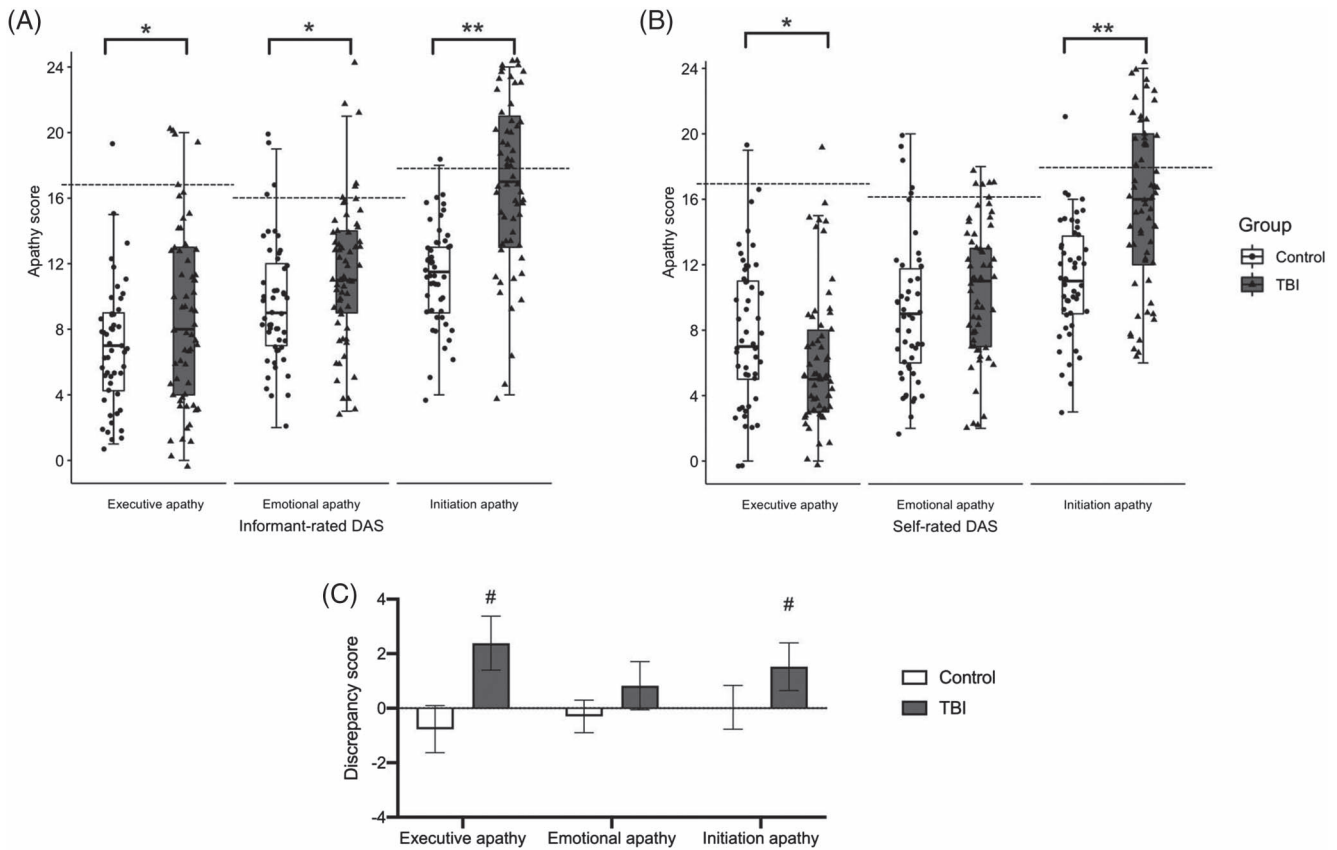 (A)
* * **
Apathy score
24
20
16
12
8
4
0
Executive apathy Emotional apathy Initiation apathy
Informant-rated DAS
(B)
* **
Apathy score
24
20
16
12
8
4
0
Executive apathy Emotional apathy Initiation apathy
Self-rated DAS
Group
Control
TBI
(C)
# #
Discrepancy score
4
2
0
-2
-4
Executive apathy Emotional apathy Initiation apathy
Control
TBI